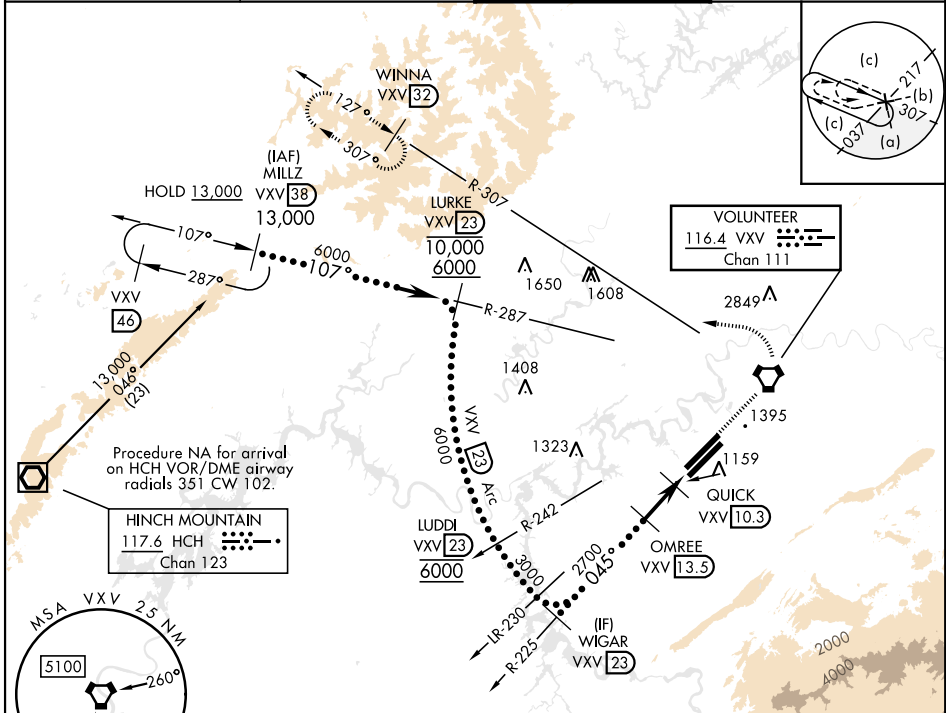 WINNA
VXV 32
127°
307°
R-307
(c)
217
(b)
307
(a)
037
(c)
(IAF)
MILLZ
VXV 38
13,000
HOLD 13,000
107°
287°
VXV
46
6000
107°
LURKE
VXV 23
10,000
6000
R-287
1650
1608
VOLUNTEER
116.4 VXV
Chan 111
2849
13,000
046°
(23)
1408
6000
VXV
23
Arc
1323
1395
1159
Procedure NA for arrival
on HCH VOR/DME airway
radials 351 CW 102.
HINCH MOUNTAIN
117.6 HCH
Chan 123
R-242
LUDDI
VXV 23
6000
3000
2700
045°
QUICK
VXV 10.3
OMREE
VXV 13.5
LR-230
R-225
(IF)
WIGAR
VXV 23
2000
4000
MSA VXV 25 NM
5100
260°